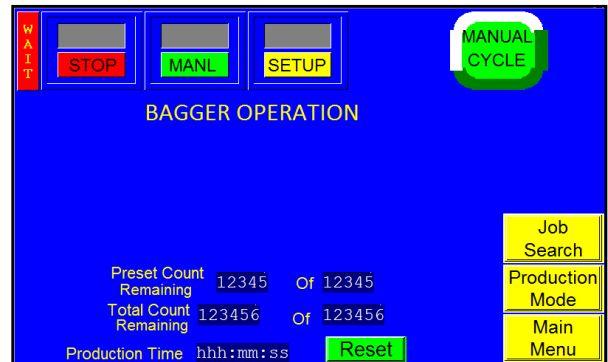 WAIT
STOP
MANL
SETUP
MANUAL
CYCLE
BAGGER OPERATION
Job
Search
Preset Count
Remaining
12345 Of 12345
Production
Mode
Total Count
Remaining
123456 Of 123456
Main
Menu
Production Time hhh:mm:ss
Reset